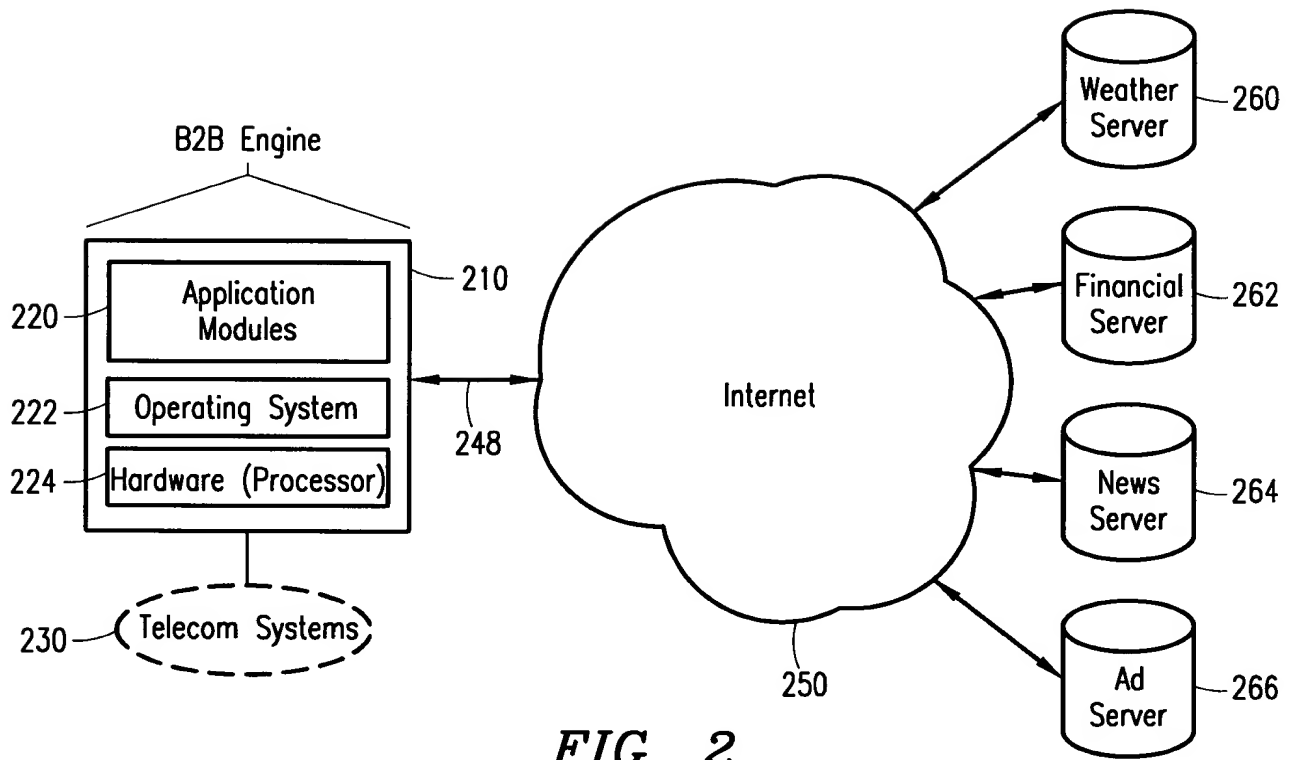 B2B Engine
210
220
Application
Modules
222
Operating System
224
Hardware (Processor)
248
230
Telecom Systems
Internet
250
Weather
Server
260
Financial
Server
262
News
Server
264
Ad
Server
266
FIG. 2